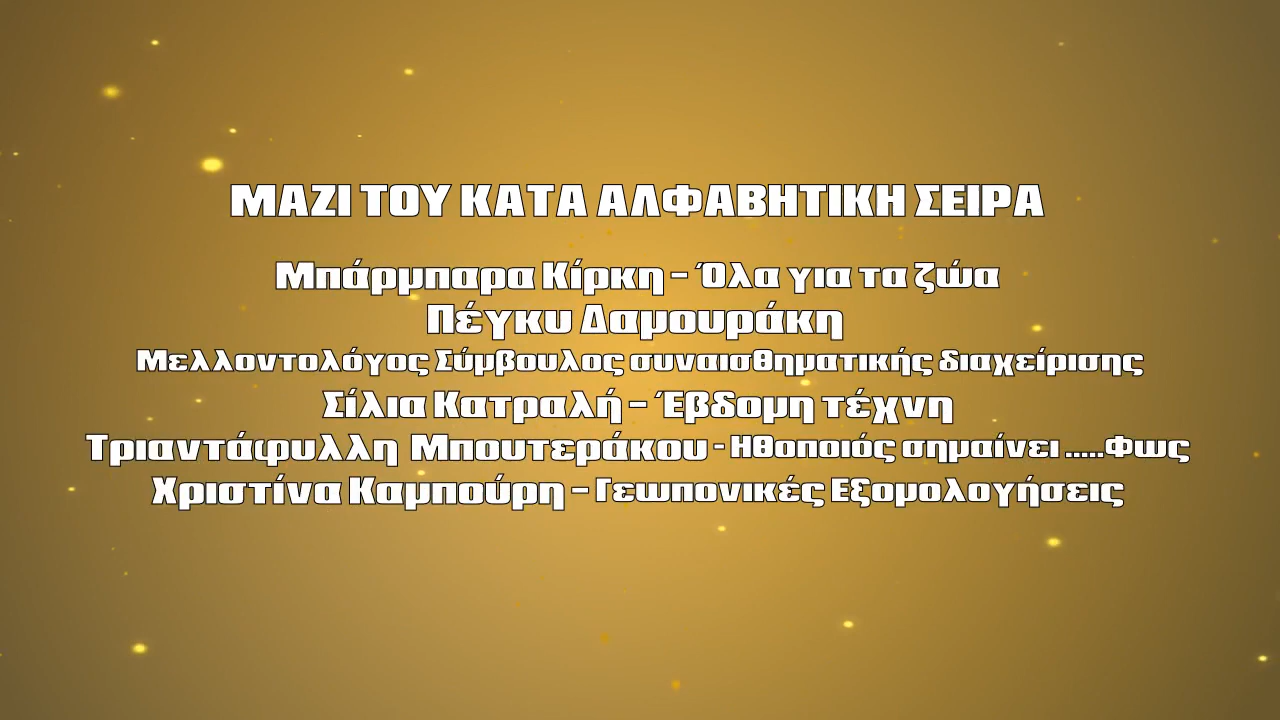 ΜΑΖΙ ΤΟΥ ΚΑΤΑ ΑΛΦΑΒΗΤΙΚΗ ΣΕΙΡΑ
Μπάρμπαρα Κίρκη - Όλα για τα ζώα
Πέγκυ Δαμουράκη
Μελλοντολόγος Σύμβουλος συναισθηματικής διαχείρισης
Σίλια Κατραλή - Έβδομη τέχνη
Τριαντάφυλλη Μπουτεράκου - Ηθοποιός σημαίνει .....Φως
Χριστίνα Καμπούρη - Γεωπονικές Εξομολογήσεις